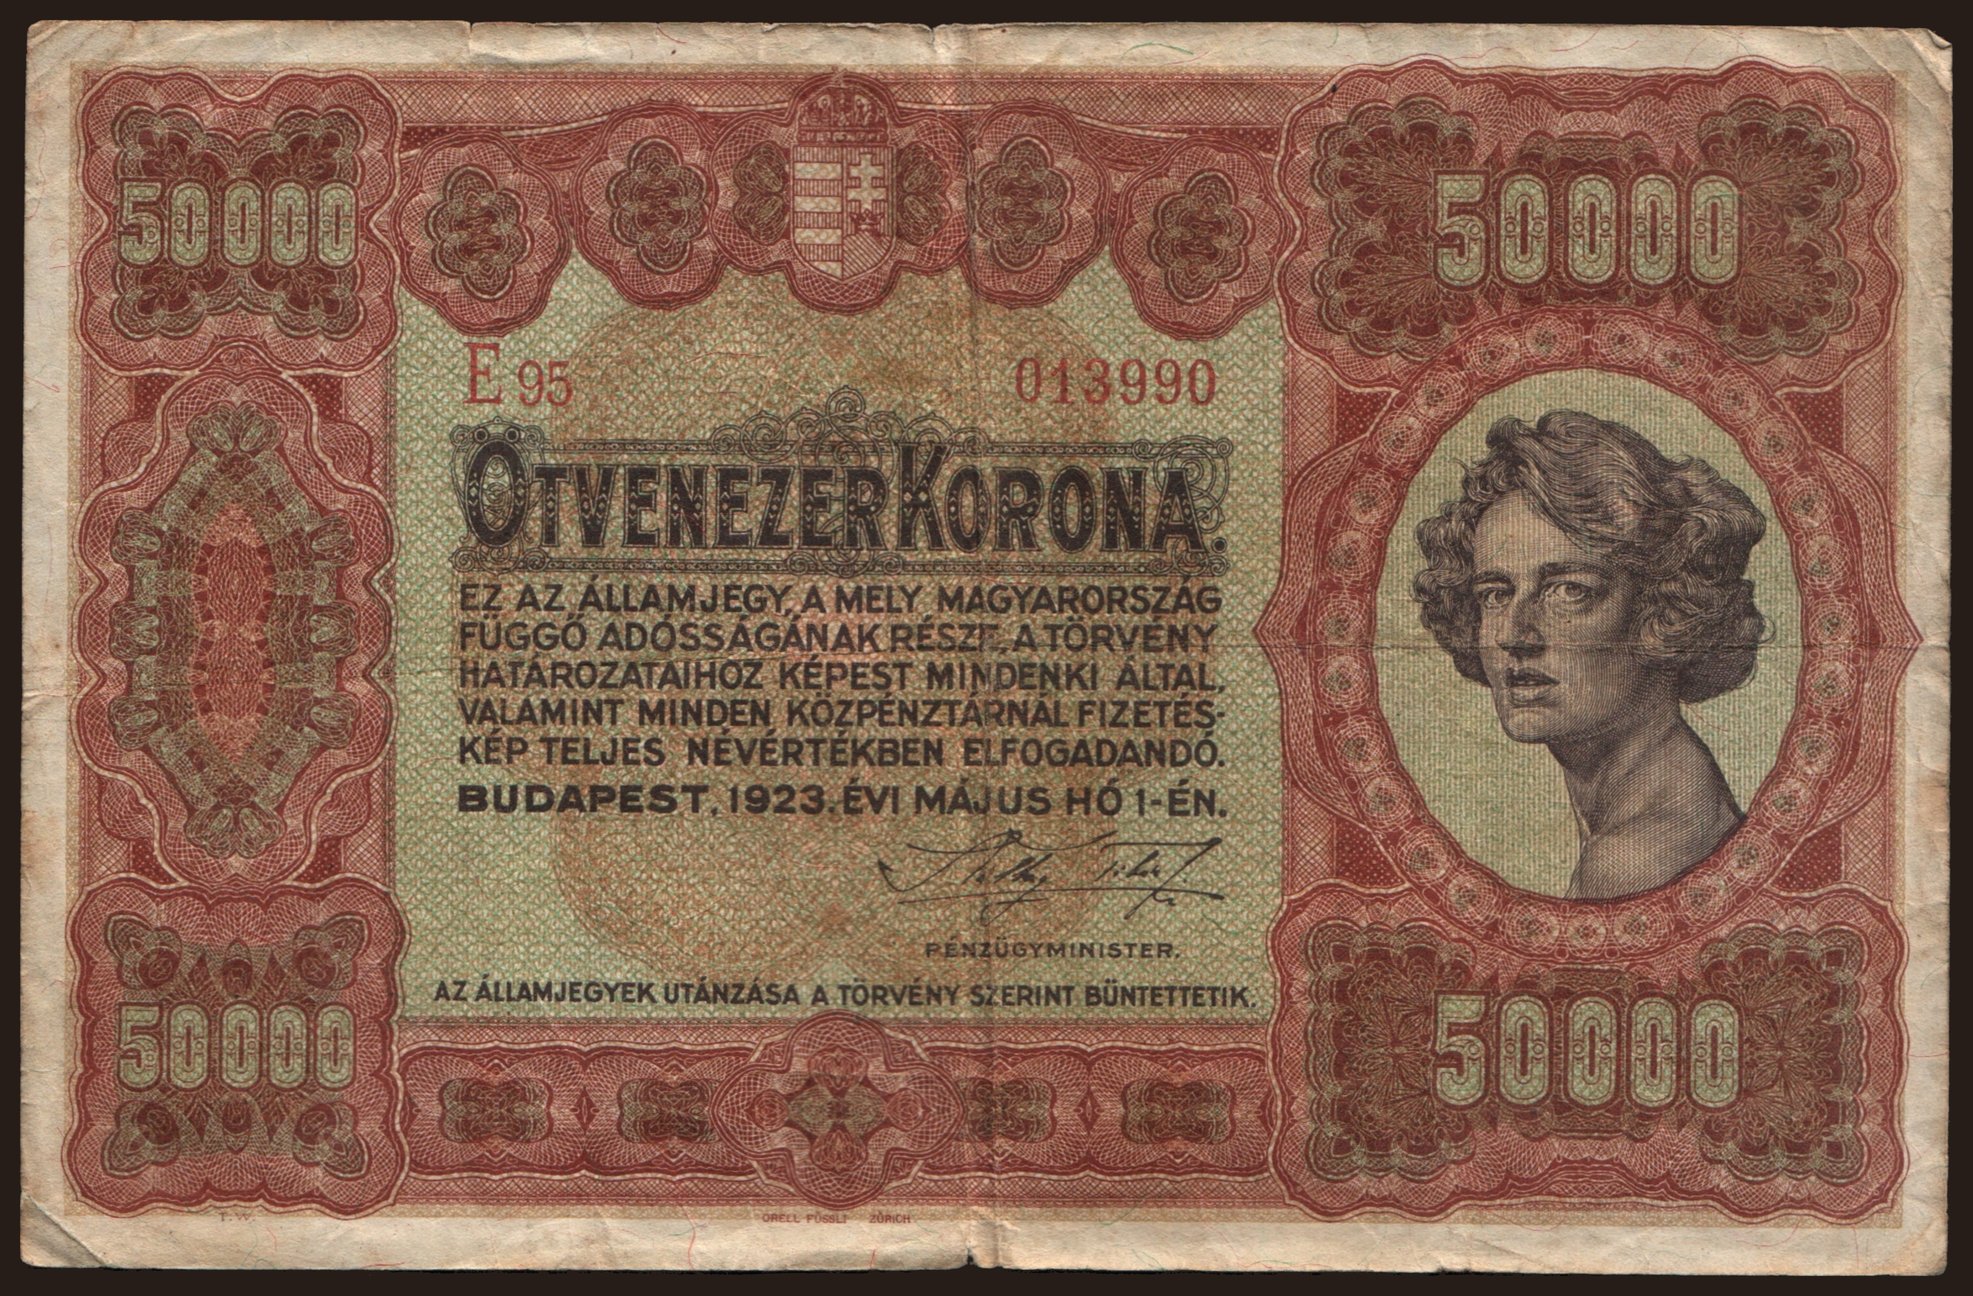 50000
50000
E 95
013990
ÖTVENEZER KORONA.
EZ AZ ÁLLAMJEGY, A MELY MAGYARORSZÁG
FÜGGŐ ADÓSSÁGÁNAK RÉSZE, A TÖRVÉNY
HATÁROZATAIHOZ KÉPEST MINDENKI ÁLTAL,
VALAMINT MINDEN KÖZPÉNZTÁRNÁL FIZETÉS-
KÉP TELJES NÉVÉRTÉKBEN ELFOGADANDÓ.
BUDAPEST, 1923. ÉVI MÁJUS HÓ 1-ÉN.
PÉNZÜGYMINISTER.
AZ ÁLLAMJEGYEK UTÁNZÁSA A TÖRVÉNY SZERINT BÜNTETTETIK.
50000
50000
F. W.
ORELL FÜSSLI ZÜRICH